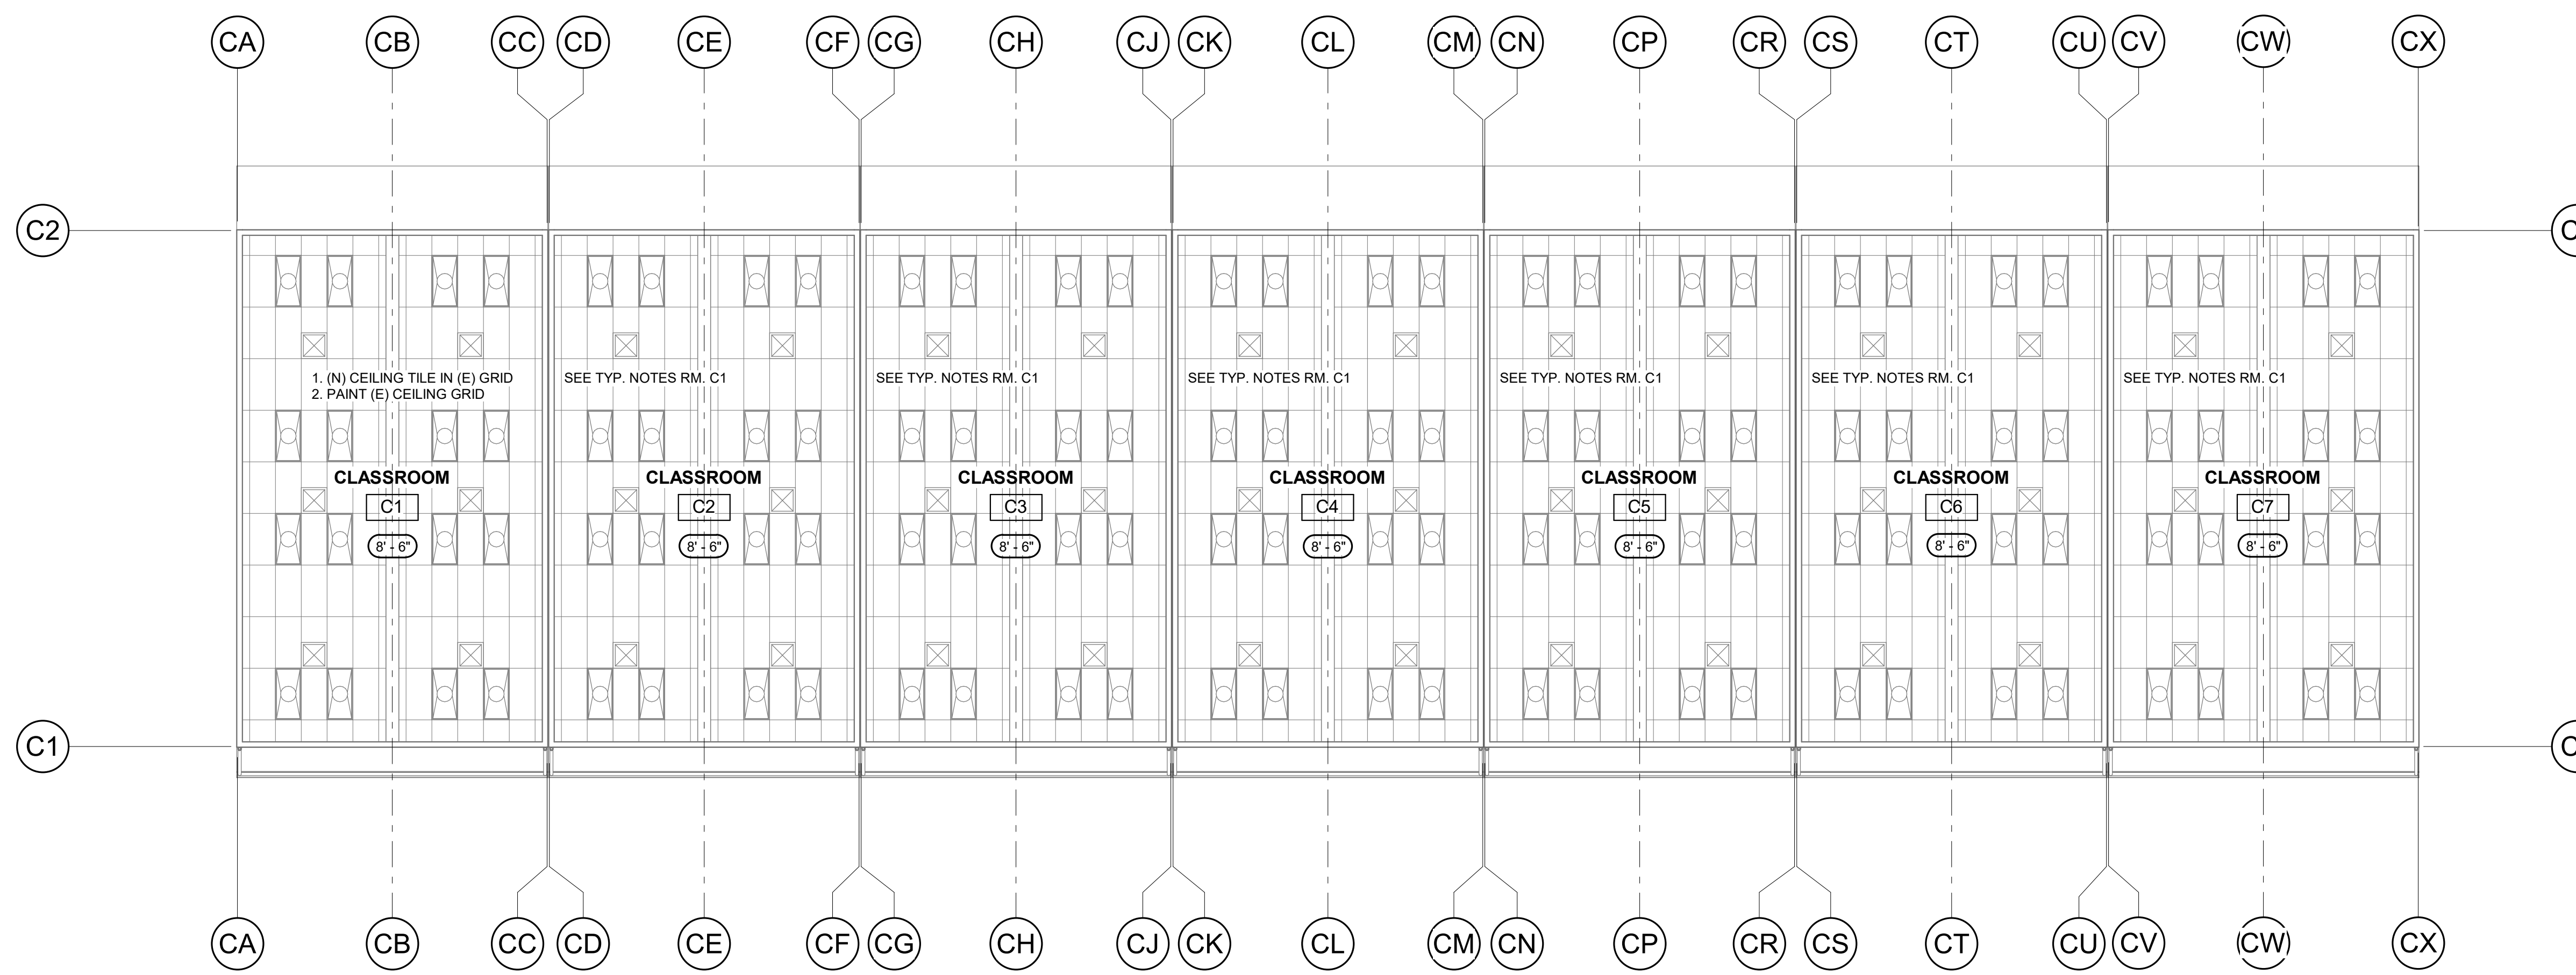 CA CB CC CD CE CF CG CH CJ CK CL CM CN CP CR CS CT CU CV CW CX
C2
1. (N) CEILING TILE IN (E) GRID
2. PAINT (E) CEILING GRID
SEE TYP. NOTES RM. C1
SEE TYP. NOTES RM. C1
SEE TYP. NOTES RM. C1
SEE TYP. NOTES RM. C1
SEE TYP. NOTES RM. C1
SEE TYP. NOTES RM. C1
CLASSROOM
C1
8' - 6"
CLASSROOM
C2
8' - 6"
CLASSROOM
C3
8' - 6"
CLASSROOM
C4
8' - 6"
CLASSROOM
C5
8' - 6"
CLASSROOM
C6
8' - 6"
CLASSROOM
C7
8' - 6"
C1
CA CB CC CD CE CF CG CH CJ CK CL CM CN CP CR CS CT CU CV CW CX